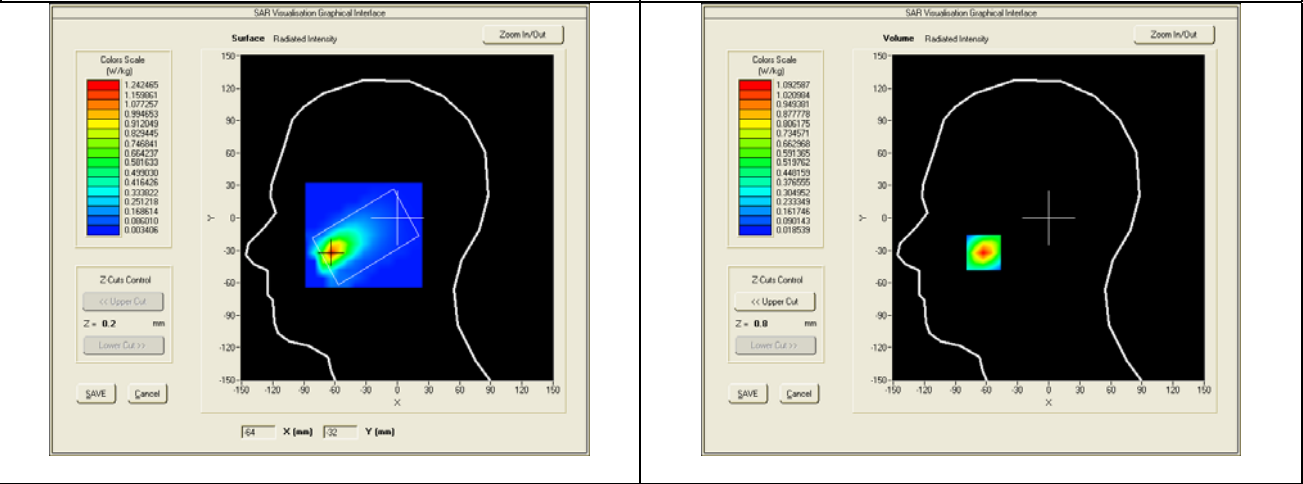 SAR Visualisation Graphical Interface
Surface Radiated Intensity
Zoom In/Out
Colors Scale
(W/kg)
1.242465
1.159861
1.077257
0.994653
0.912049
0.829445
0.746841
0.664237
0.581633
0.499030
0.416426
0.333822
0.251218
0.168614
0.086010
0.003406
Z-Cuts Control
<< Upper Cut
Z = 0.2 mm
Lower Cut >>
SAVE Cancel
150
120
90
60
30
0
-30
-60
-90
-120
-150
Y
-150 -120 -90 -60 -30 0 30 60 90 120 150
X
-64 X (mm) -32 Y (mm)
SAR Visualisation Graphical Interface
Volume Radiated Intensity
Zoom In/Out
Colors Scale
(W/kg)
1.092587
1.020984
0.949381
0.877778
0.806175
0.734571
0.662968
0.591365
0.519762
0.448159
0.376555
0.304952
0.233349
0.161746
0.090143
0.018539
Z-Cuts Control
<< Upper Cut
Z = 0.8 mm
Lower Cut >>
SAVE Cancel
150
120
90
60
30
0
-30
-60
-90
-120
-150
Y
-150 -120 -90 -60 -30 0 30 60 90 120 150
X